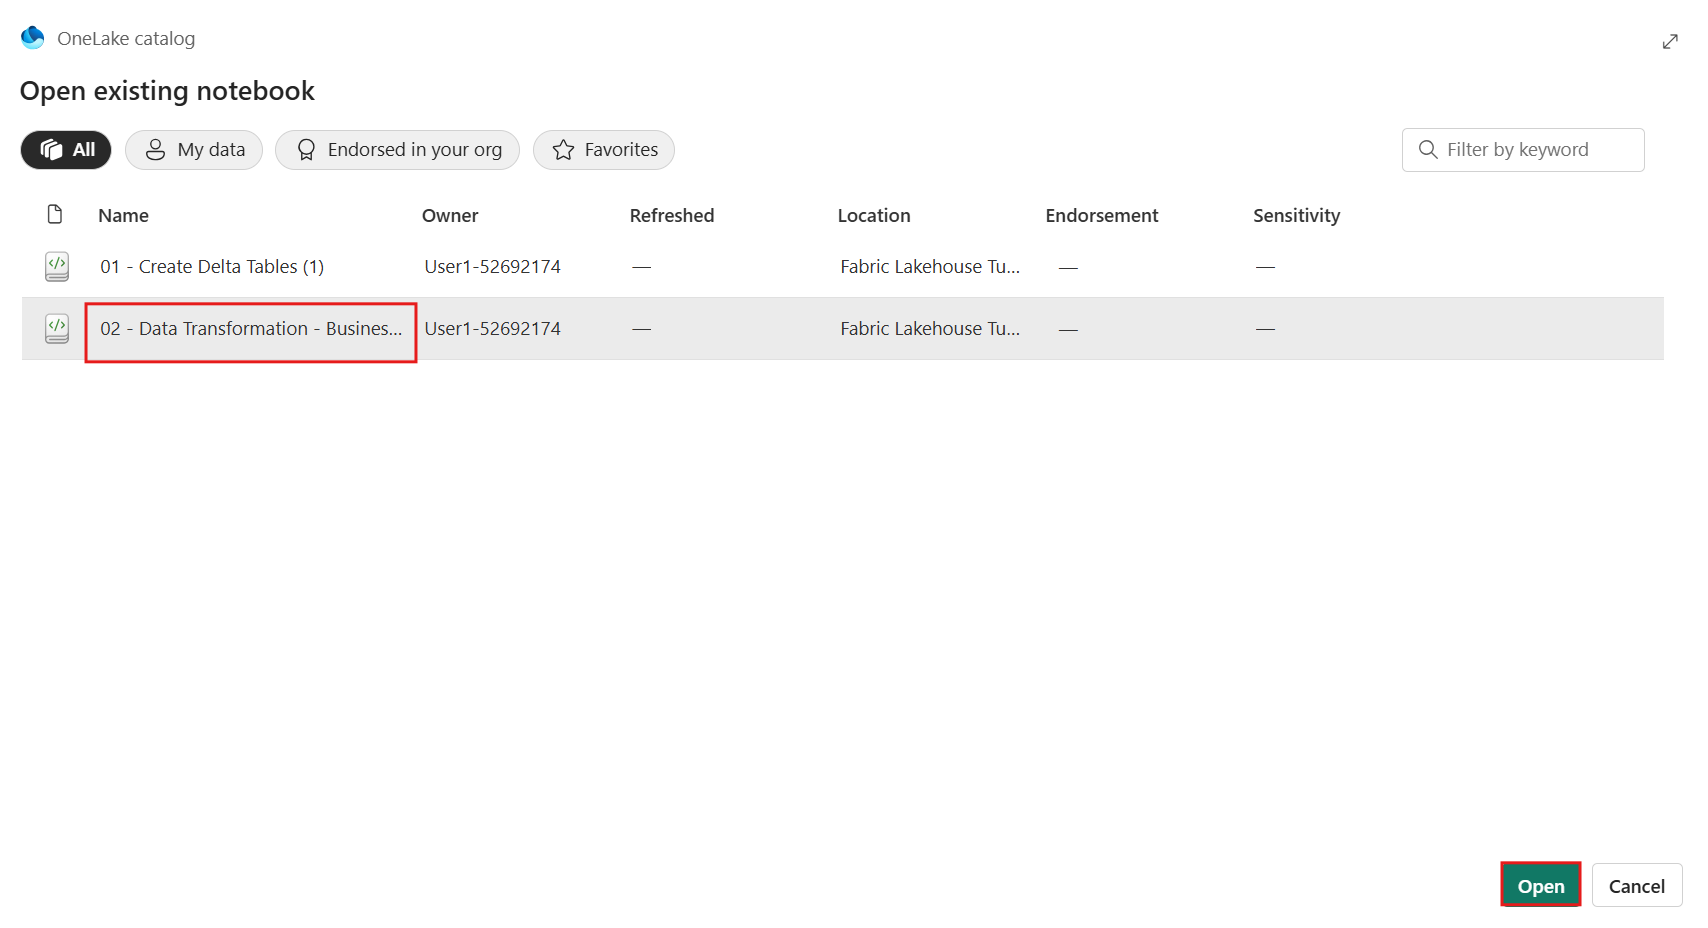 OneLake catalog
Open existing notebook
All My data Endorsed in your org Favorites Filter by keyword
Name Owner Refreshed Location Endorsement Sensitivity
01 - Create Delta Tables (1) User1-52692174 — Fabric Lakehouse Tu... — —
02 - Data Transformation - Busines... User1-52692174 — Fabric Lakehouse Tu... — —
Open Cancel